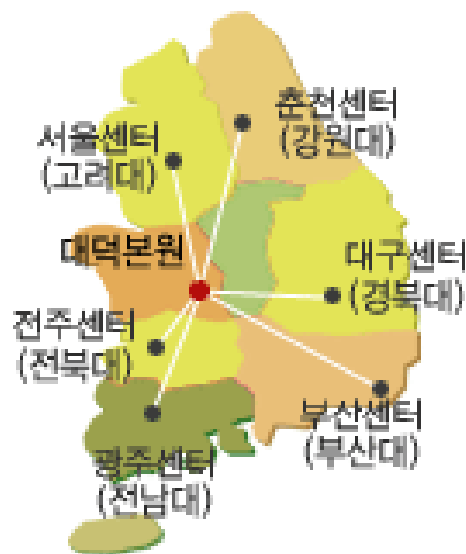 춘천센터
(강원대)
서울센터
(고려대)
대덕본원
대구센터
(경북대)
전주센터
(전북대)
부산센터
(부산대)
광주센터
(전남대)